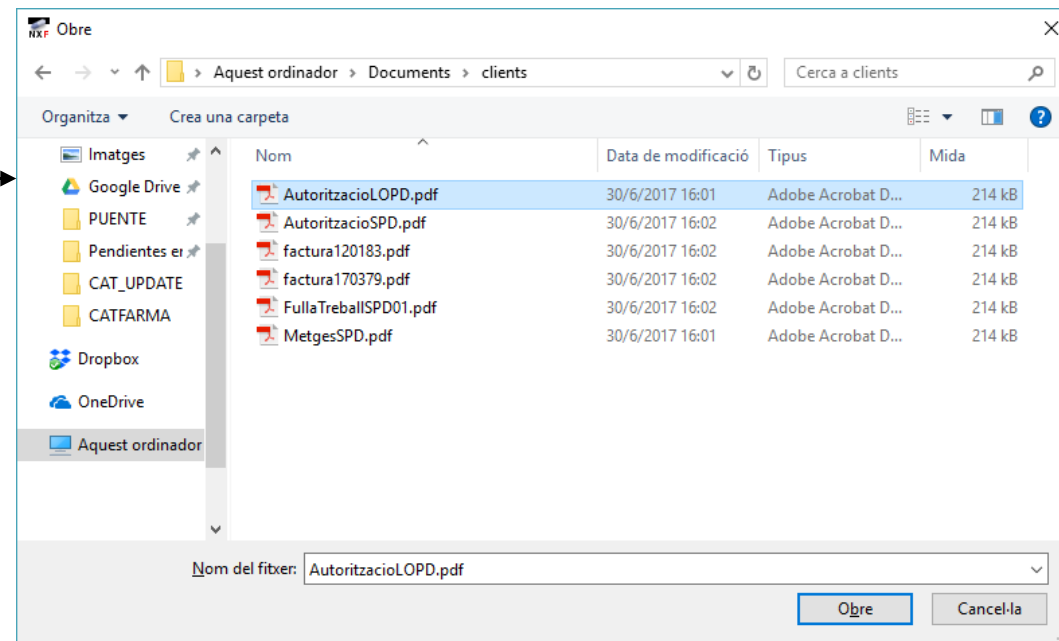 NXF Obre
Aquest ordinador > Documents > clients
Cerca a clients
Organitza Crea una carpeta
Imatges
Google Drive
PUENTE
Pendientes er
CAT_UPDATE
CATFARMA
Dropbox
OneDrive
Aquest ordinador
Nom Data de modificació Tipus Mida
AutoritzacioLOPD.pdf 30/6/2017 16:01 Adobe Acrobat D... 214 kB
AutoritzacioSPD.pdf 30/6/2017 16:02 Adobe Acrobat D... 214 kB
factura120183.pdf 30/6/2017 16:02 Adobe Acrobat D... 214 kB
factura170379.pdf 30/6/2017 16:02 Adobe Acrobat D... 214 kB
FullaTreballSPD01.pdf 30/6/2017 16:02 Adobe Acrobat D... 214 kB
MetgesSPD.pdf 30/6/2017 16:01 Adobe Acrobat D... 214 kB
Nom del fitxer: AutoritzacioLOPD.pdf
Obre Cancel·la